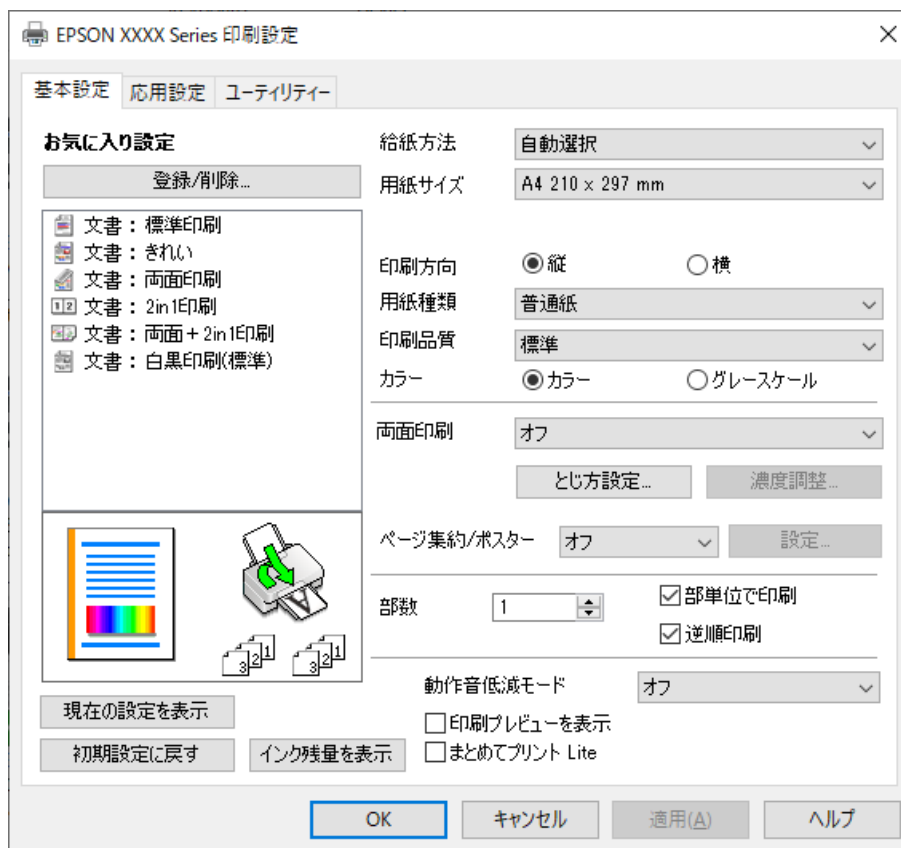 EPSON XXXX Series 印刷設定
基本設定 応用設定 ユーティリティー
お気に入り設定
登録/削除...
文書：標準印刷
文書：きれい
文書：両面印刷
1 2 文書：2in1印刷
文書：両面＋2in1印刷
文書：白黒印刷(標準)
給紙方法 自動選択
用紙サイズ A4 210 x 297 mm
印刷方向 縦 横
用紙種類 普通紙
印刷品質 標準
カラー カラー グレースケール
両面印刷 オフ
とじ方設定... 濃度調整...
ページ集約/ポスター オフ 設定...
部数 1 部単位で印刷
逆順印刷
A
3 2 1 3 2 1
動作音低減モード オフ
印刷プレビューを表示
まとめてプリント Lite
現在の設定を表示
初期設定に戻す インク残量を表示
OK キャンセル 適用(A) ヘルプ